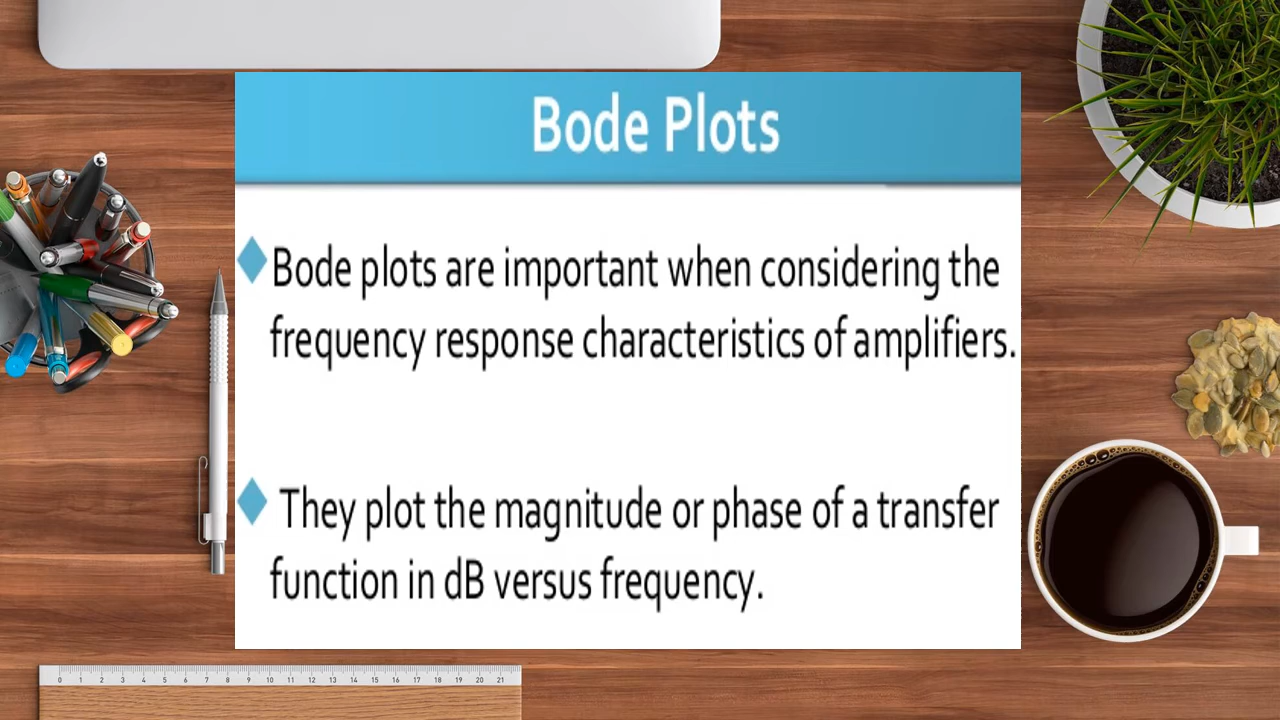 Bode Plots
Bode plots are important when considering the
frequency response characteristics of amplifiers.
They plot the magnitude or phase of a transfer
function in dB versus frequency.
0 1 2 3 4 5 6 7 8 9 10 11 12 13 14 15 16 17 18 19 20 21